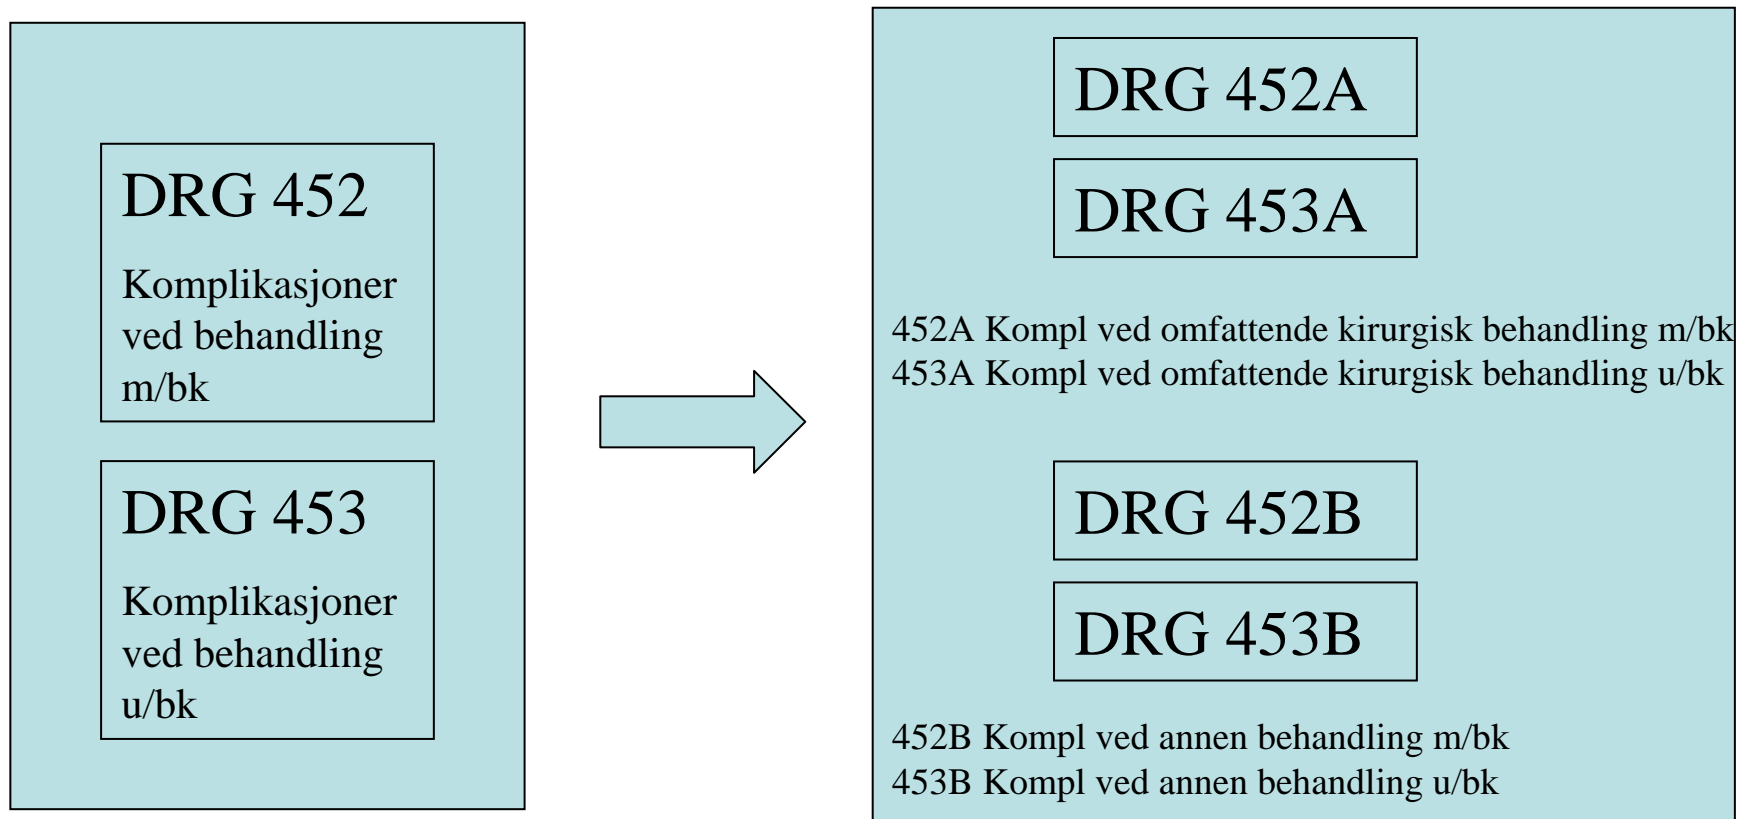 DRG 452
Komplikasjoner
ved behandling
m/bk
DRG 453
Komplikasjoner
ved behandling
u/bk
DRG 452A
DRG 453A
452A Kompl ved omfattende kirurgisk behandling m/bk
453A Kompl ved omfattende kirurgisk behandling u/bk
DRG 452B
DRG 453B
452B Kompl ved annen behandling m/bk
453B Kompl ved annen behandling u/bk